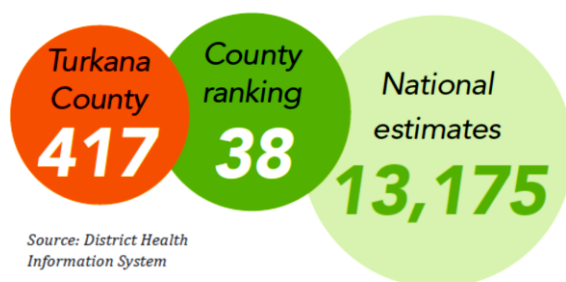 Turkana
County
417
County
ranking
38
National
estimates
13,175
Source: District Health
Information System